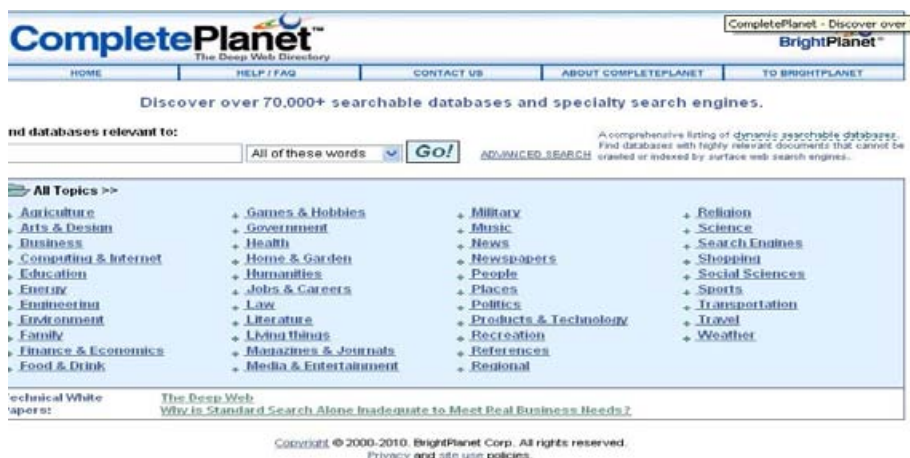 CompletePlanet™
The Deep Web Directory
CompletePlanet - Discover over
BrightPlanet®
HOME HELP / FAQ CONTACT US ABOUT COMPLETEPLANET TO BRIGHTPLANET
Discover over 70,000+ searchable databases and specialty search engines.
nd databases relevant to:
All of these words Go! ADVANCED SEARCH
A comprehensive listing of dynamic searchable databases.
Find databases with highly relevant documents that cannot be
crawled or indexed by surface web search engines.
All Topics >>
Agriculture
Arts & Design
Business
Computing & Internet
Education
Energy
Engineering
Environment
Family
Finance & Economics
Food & Drink
Games & Hobbies
Government
Health
Home & Garden
Humanities
Jobs & Careers
Law
Literature
Living things
Magazines & Journals
Media & Entertainment
Military
Music
News
Newspapers
People
Places
Politics
Products & Technology
Recreation
References
Regional
Religion
Science
Search Engines
Shopping
Social Sciences
Sports
Transportation
Travel
Weather
echnical White
apers:
The Deep Web
Why is Standard Search Alone Inadequate to Meet Real Business Needs?
Copyright © 2000-2010. BrightPlanet Corp. All rights reserved.
Privacy and site use policies.